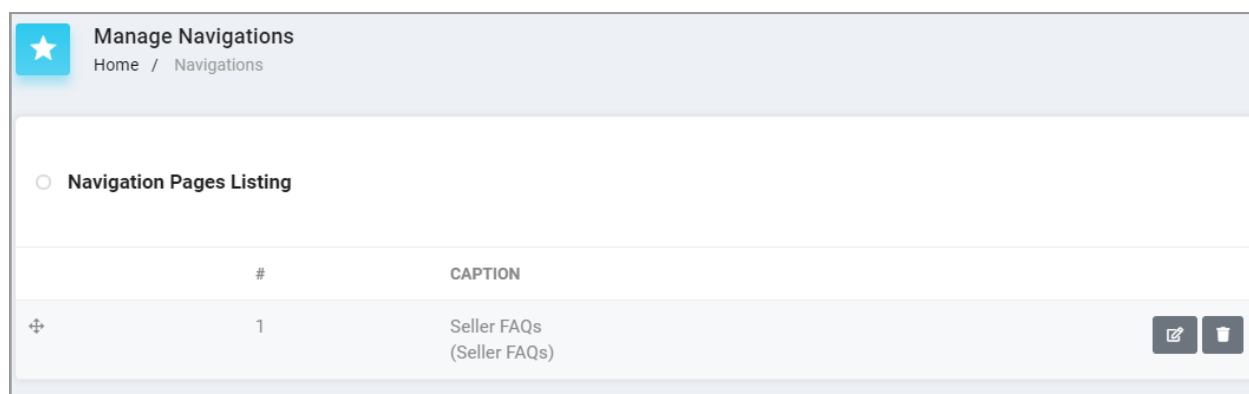 Manage Navigations
Home / Navigations
Navigation Pages Listing
# CAPTION
1 Seller FAQs
(Seller FAQs)